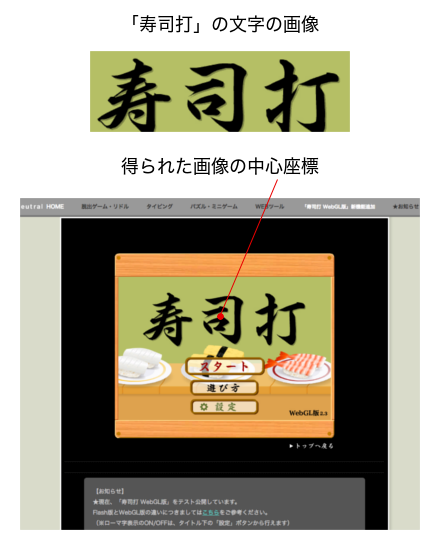 「寿司打」の文字の画像
寿司打
得られた画像の中心座標
eutral HOME 脱出ゲーム・リドル タイピング パズル・ミニゲーム WEBツール 「寿司打 WebGL版」新機能追加 ★お知らせ
寿司打
スタート
遊び方
設定
WebGL版2.1
▶トップへ戻る
【お知らせ】
★現在、「寿司打 WebGL版」をテスト公開しています。
Flash版とWebGL版の違いにつきましてはこちらをご参考ください。
（※ローマ字表示のON/OFFは、タイトル下の「設定」ボタンから行えます）